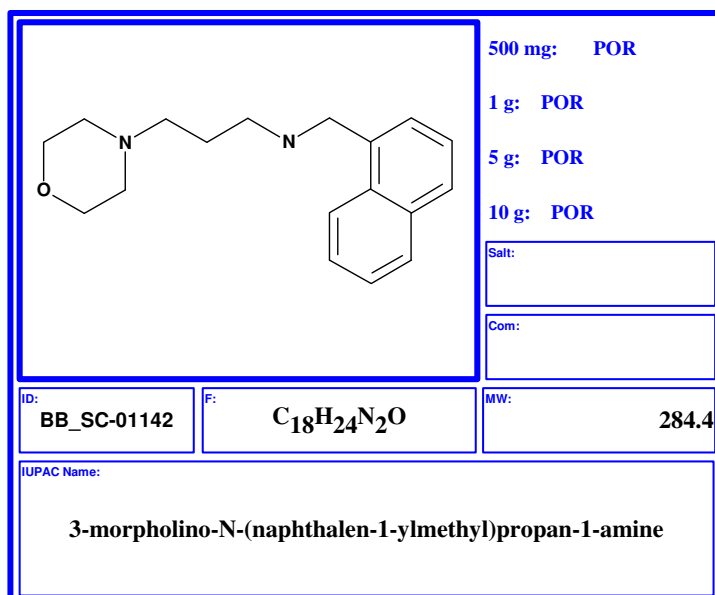 500 mg: POR
1 g: POR
5 g: POR
10 g: POR
N
N
O
Salt:
Com:
ID:
BB_SC-01142
F:
C18H24N2O
MW:
284.4
IUPAC Name:
3-morpholino-N-(naphthalen-1-ylmethyl)propan-1-amine